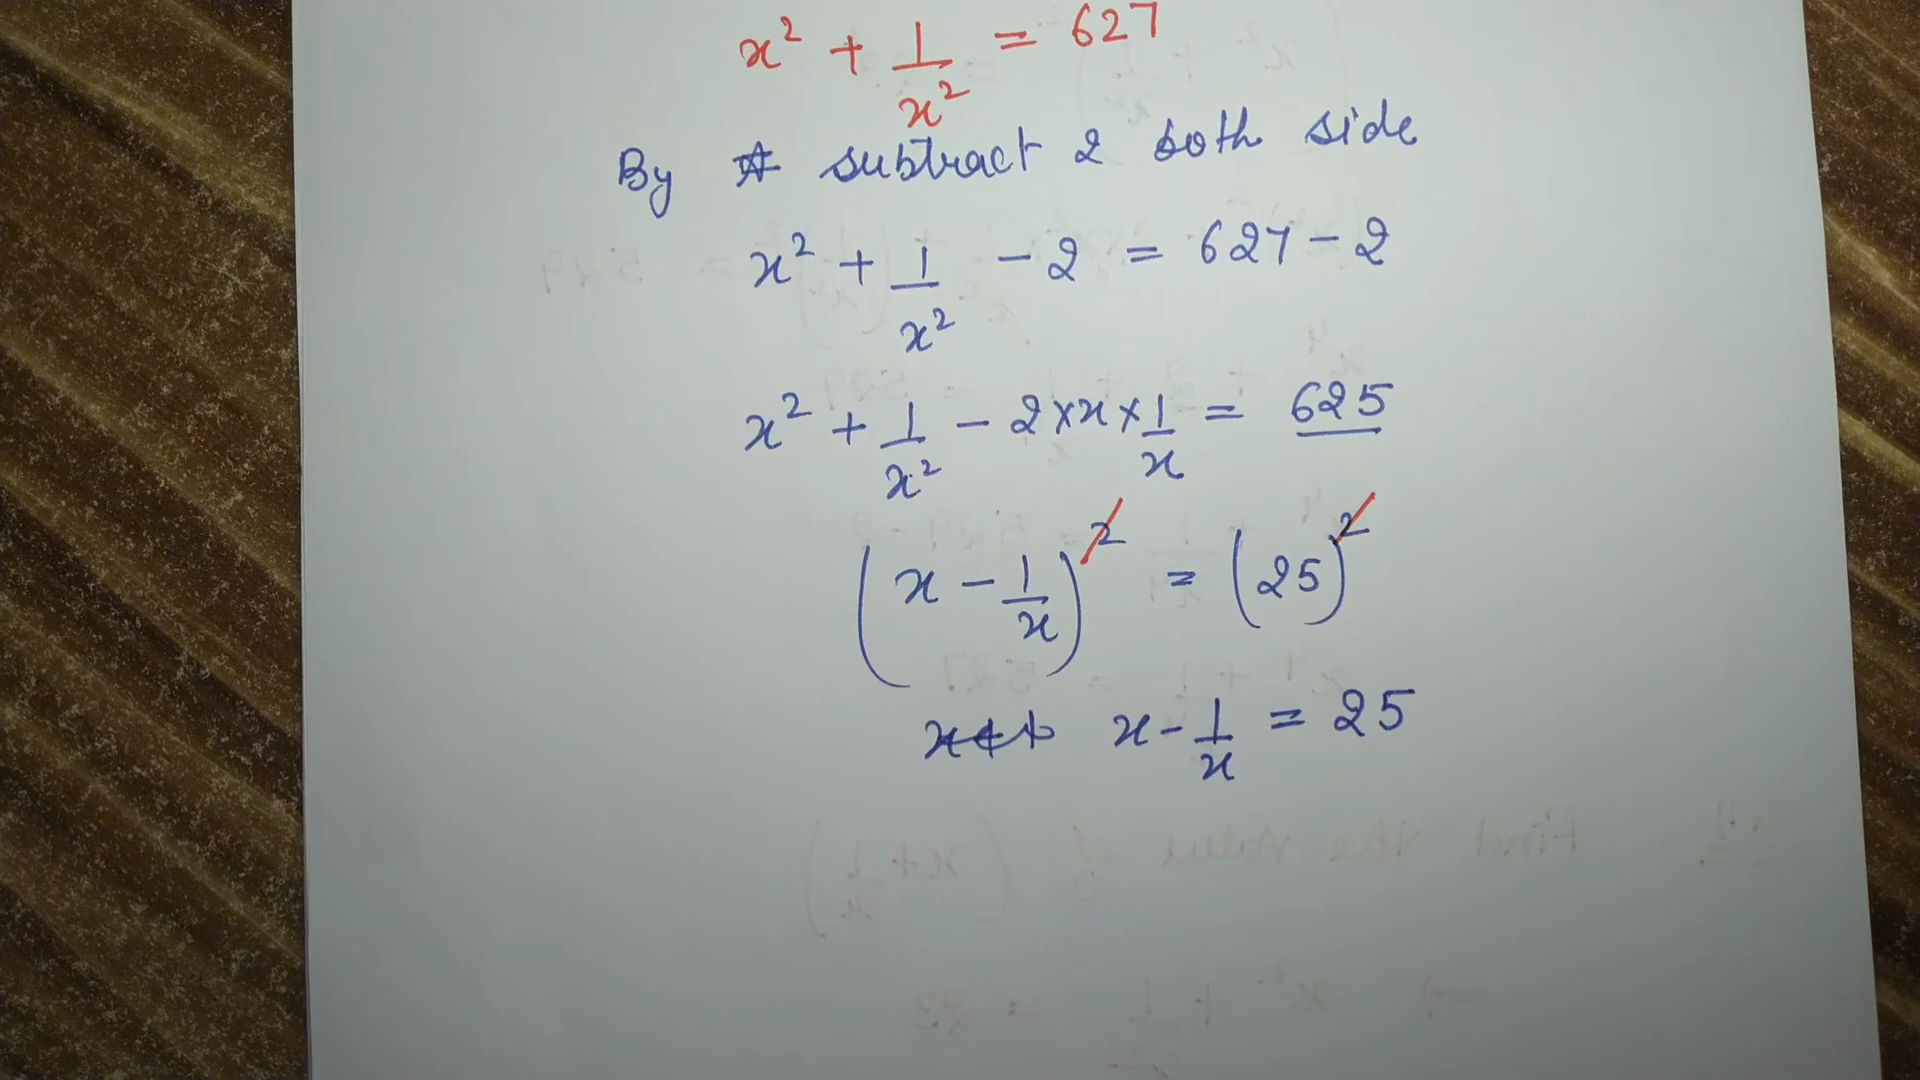 x² + 1/x² = 627
By subtract 2 both side
x² + 1/x² - 2 = 627 - 2
x² + 1/x² - 2 × x × 1/x = 625
(x - 1/x)² = (25)²
x - 1/x = 25